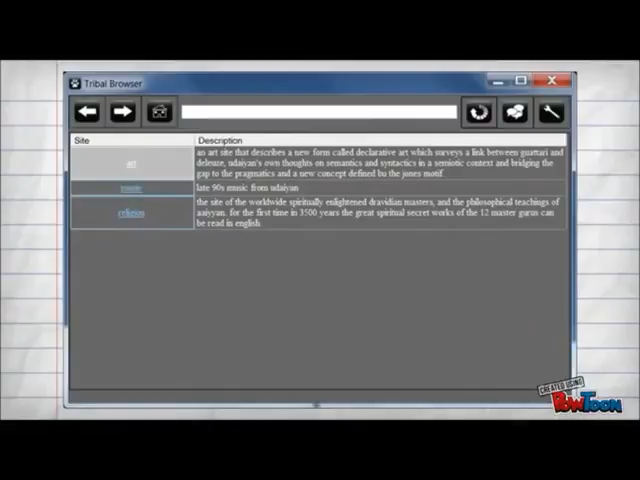 Tribal Browser
Site Description
art
an art site that describes a new form called declarative art which surveys a link between guattari and
deleuze, udaiyan's own thoughts on semantics and syntactics in a semiotic context and bridging the
gap to the pragmatics and a new concept defined bu the jones motif
music
late 90s music from udaiyan
religion
the site of the worldwide spiritually enlightened dravidian masters, and the philosophical teachings of
aaiyyan. for the first time in 3500 years the great spiritual secret works of the 12 master gurus can
be read in english
CREATED USING
POWTOON